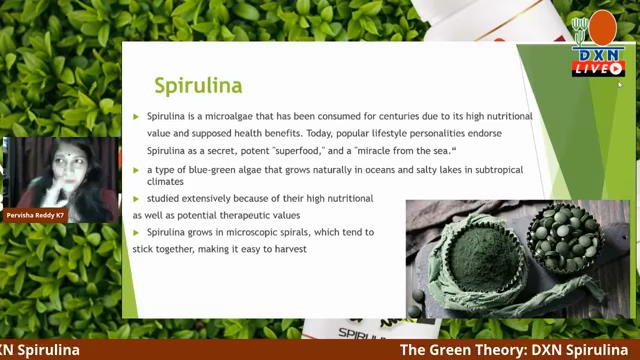 DXN
LIVE
Spirulina
Spirulina is a microalgae that has been consumed for centuries due to its high nutritional
value and supposed health benefits. Today, popular lifestyle personalities endorse
Spirulina as a secret, potent "superfood," and a "miracle from the sea.“
a type of blue-green algae that grows naturally in oceans and salty lakes in subtropical
climates
studied extensively because of their high nutritional
as well as potential therapeutic values
Spirulina grows in microscopic spirals, which tend to
stick together, making it easy to harvest
Pervisha Reddy K7
SPIRUL
XN Spirulina
The Green Theory: DXN Spirulina